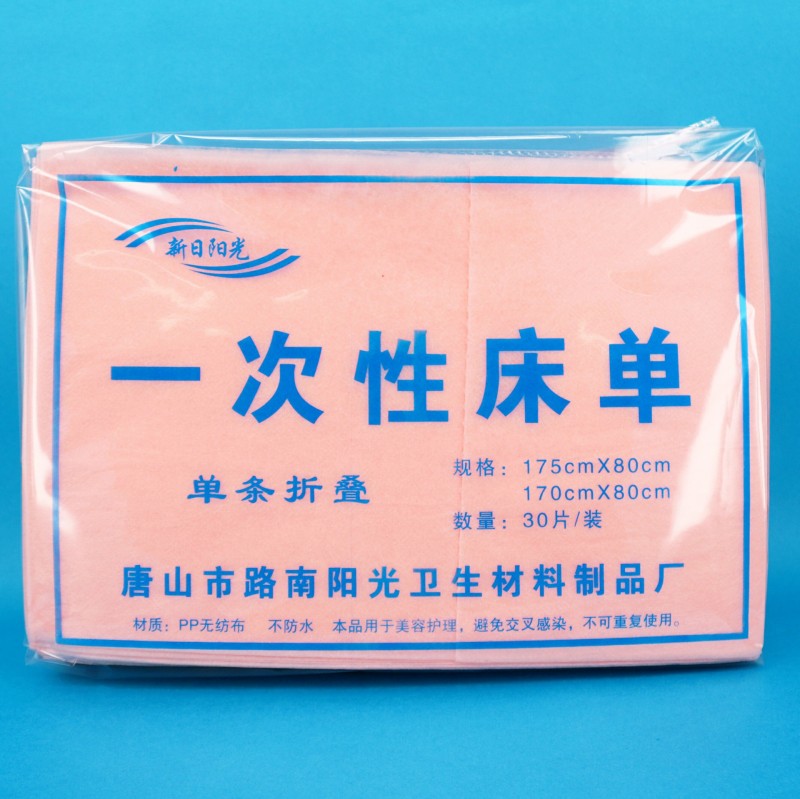 新日阳光
一次性床单
单条折叠
规格：175cmX80cm
170cmX80cm
数量：30片/装
唐山市路南阳光卫生材料制品厂
材质：PP无纺布 不防水 本品用于美容护理，避免交叉感染，不可重复使用。